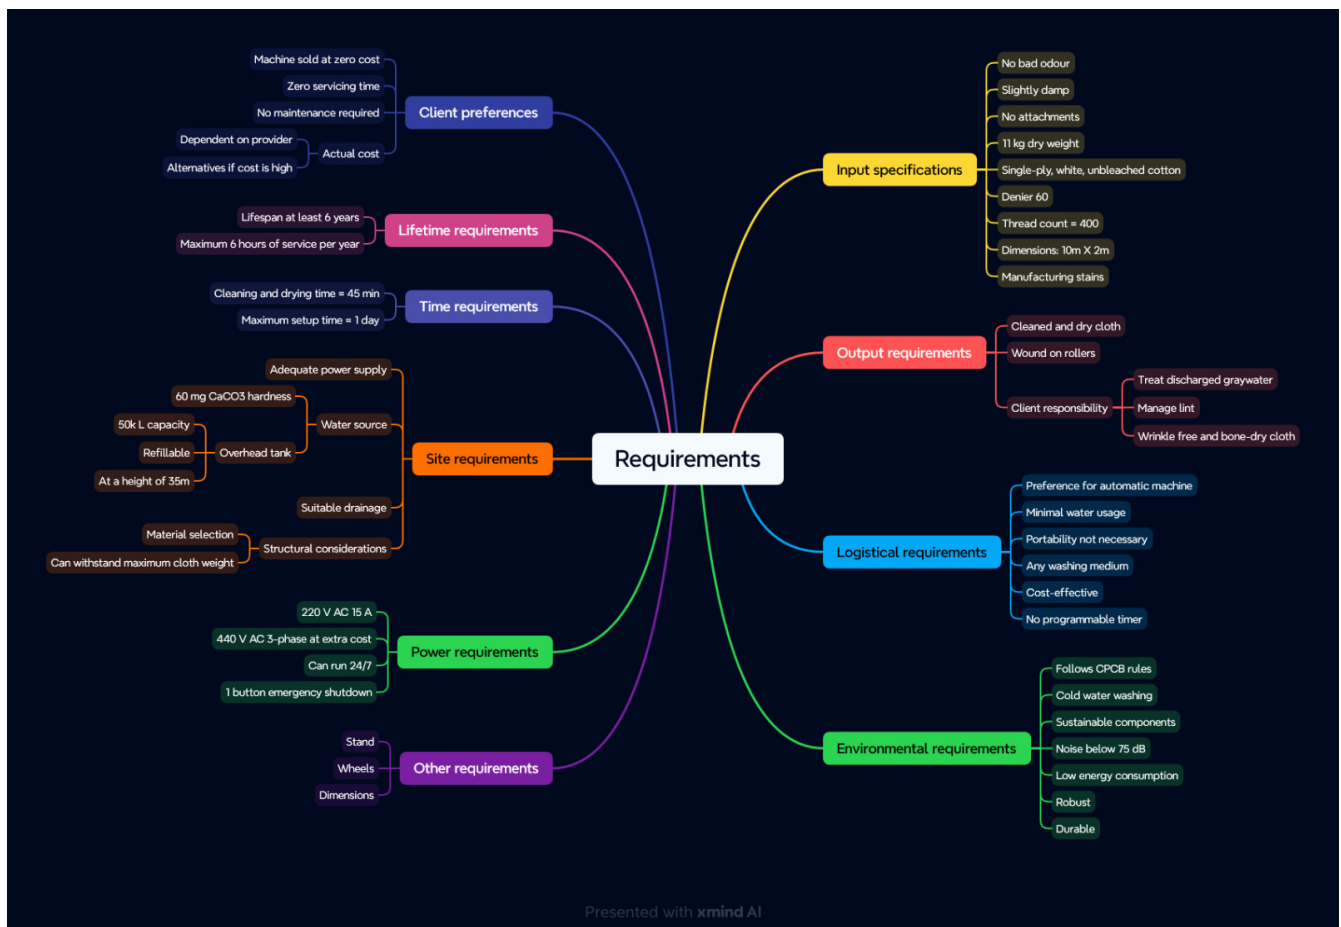 Requirements
Client preferences
Machine sold at zero cost
Zero servicing time
No maintenance required
Actual cost
Dependent on provider
Alternatives if cost is high
Lifetime requirements
Lifespan at least 6 years
Maximum 6 hours of service per year
Time requirements
Cleaning and drying time = 45 min
Maximum setup time = 1 day
Site requirements
Adequate power supply
Water source
60 mg CaCO3 hardness
Overhead tank
50k L capacity
Refillable
At a height of 35m
Suitable drainage
Structural considerations
Material selection
Can withstand maximum cloth weight
Power requirements
220 V AC 15 A
440 V AC 3-phase at extra cost
Can run 24/7
1 button emergency shutdown
Other requirements
Stand
Wheels
Dimensions
Input specifications
No bad odour
Slightly damp
No attachments
11 kg dry weight
Single-ply, white, unbleached cotton
Denier 60
Thread count = 400
Dimensions: 10m X 2m
Manufacturing stains
Output requirements
Cleaned and dry cloth
Wound on rollers
Client responsibility
Treat discharged graywater
Manage lint
Wrinkle free and bone-dry cloth
Logistical requirements
Preference for automatic machine
Minimal water usage
Portability not necessary
Any washing medium
Cost-effective
No programmable timer
Environmental requirements
Follows CPCB rules
Cold water washing
Sustainable components
Noise below 75 dB
Low energy consumption
Robust
Durable
Presented with xmind AI